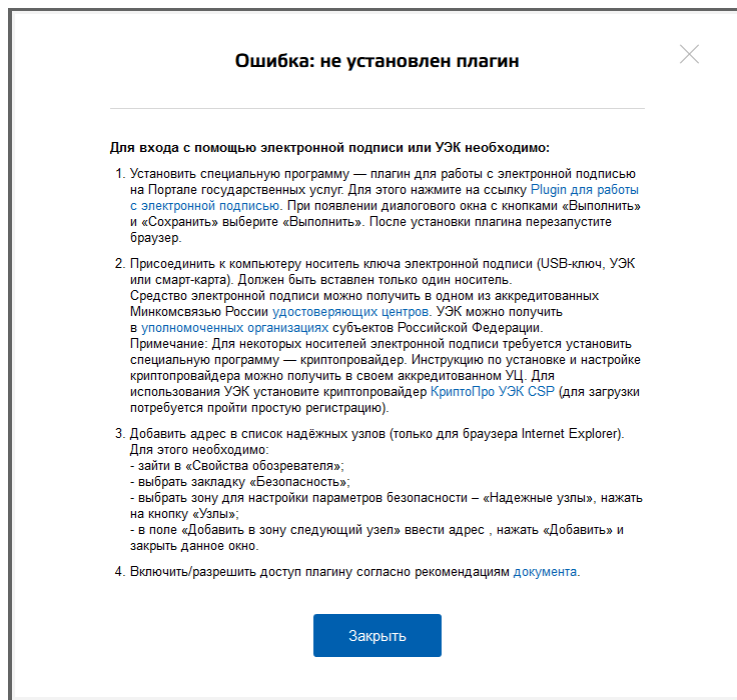 Ошибка: не установлен плагин
Для входа с помощью электронной подписи или УЭК необходимо:
1. Установить специальную программу — плагин для работы с электронной подписью
на Портале государственных услуг. Для этого нажмите на ссылку Plugin для работы
с электронной подписью. При появлении диалогового окна с кнопками «Выполнить»
и «Сохранить» выберите «Выполнить». После установки плагина перезапустите
браузер.
2. Присоединить к компьютеру носитель ключа электронной подписи (USB-ключ, УЭК
или смарт-карта). Должен быть вставлен только один носитель.
Средство электронной подписи можно получить в одном из аккредитованных
Минкомсвязью России удостоверяющих центров. УЭК можно получить
в уполномоченных организациях субъектов Российской Федерации.
Примечание: Для некоторых носителей электронной подписи требуется установить
специальную программу — криптопровайдер. Инструкцию по установке и настройке
криптопровайдера можно получить в своем аккредитованном УЦ. Для
использования УЭК установите криптопровайдер КриптоПро УЭК CSP (для загрузки
потребуется пройти простую регистрацию).
3. Добавить адрес в список надёжных узлов (только для браузера Internet Explorer).
Для этого необходимо:
- зайти в «Свойства обозревателя»;
- выбрать закладку «Безопасность»;
- выбрать зону для настройки параметров безопасности – «Надежные узлы», нажать
на кнопку «Узлы»;
- в поле «Добавить в зону следующий узел» ввести адрес , нажать «Добавить» и
закрыть данное окно.
4. Включить/разрешить доступ плагину согласно рекомендациям документа.
Закрыть